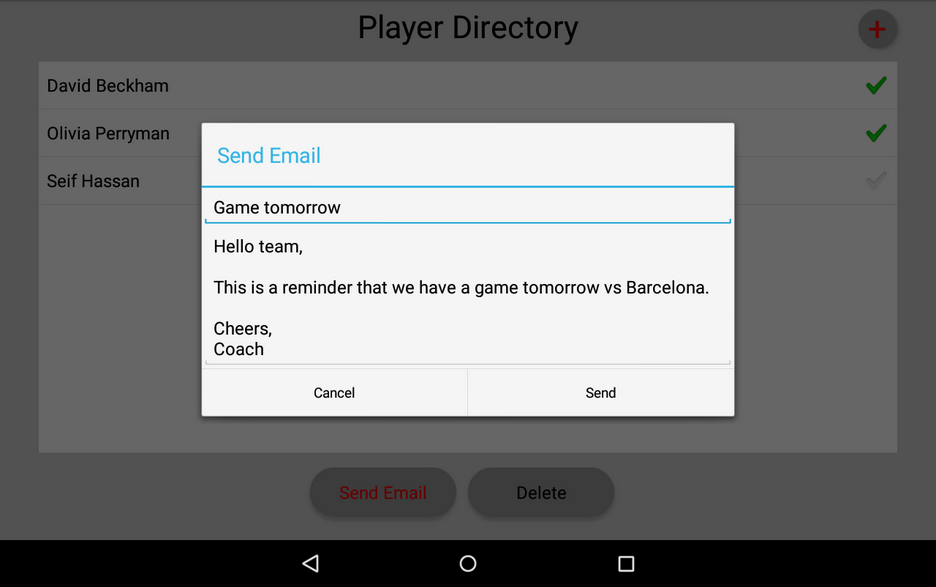 Player Directory
David Beckham
Olivia Perryman
Seif Hassan
Send Email
Game tomorrow
Hello team,
This is a reminder that we have a game tomorrow vs Barcelona.
Cheers,
Coach
Cancel
Send
Send Email
Delete